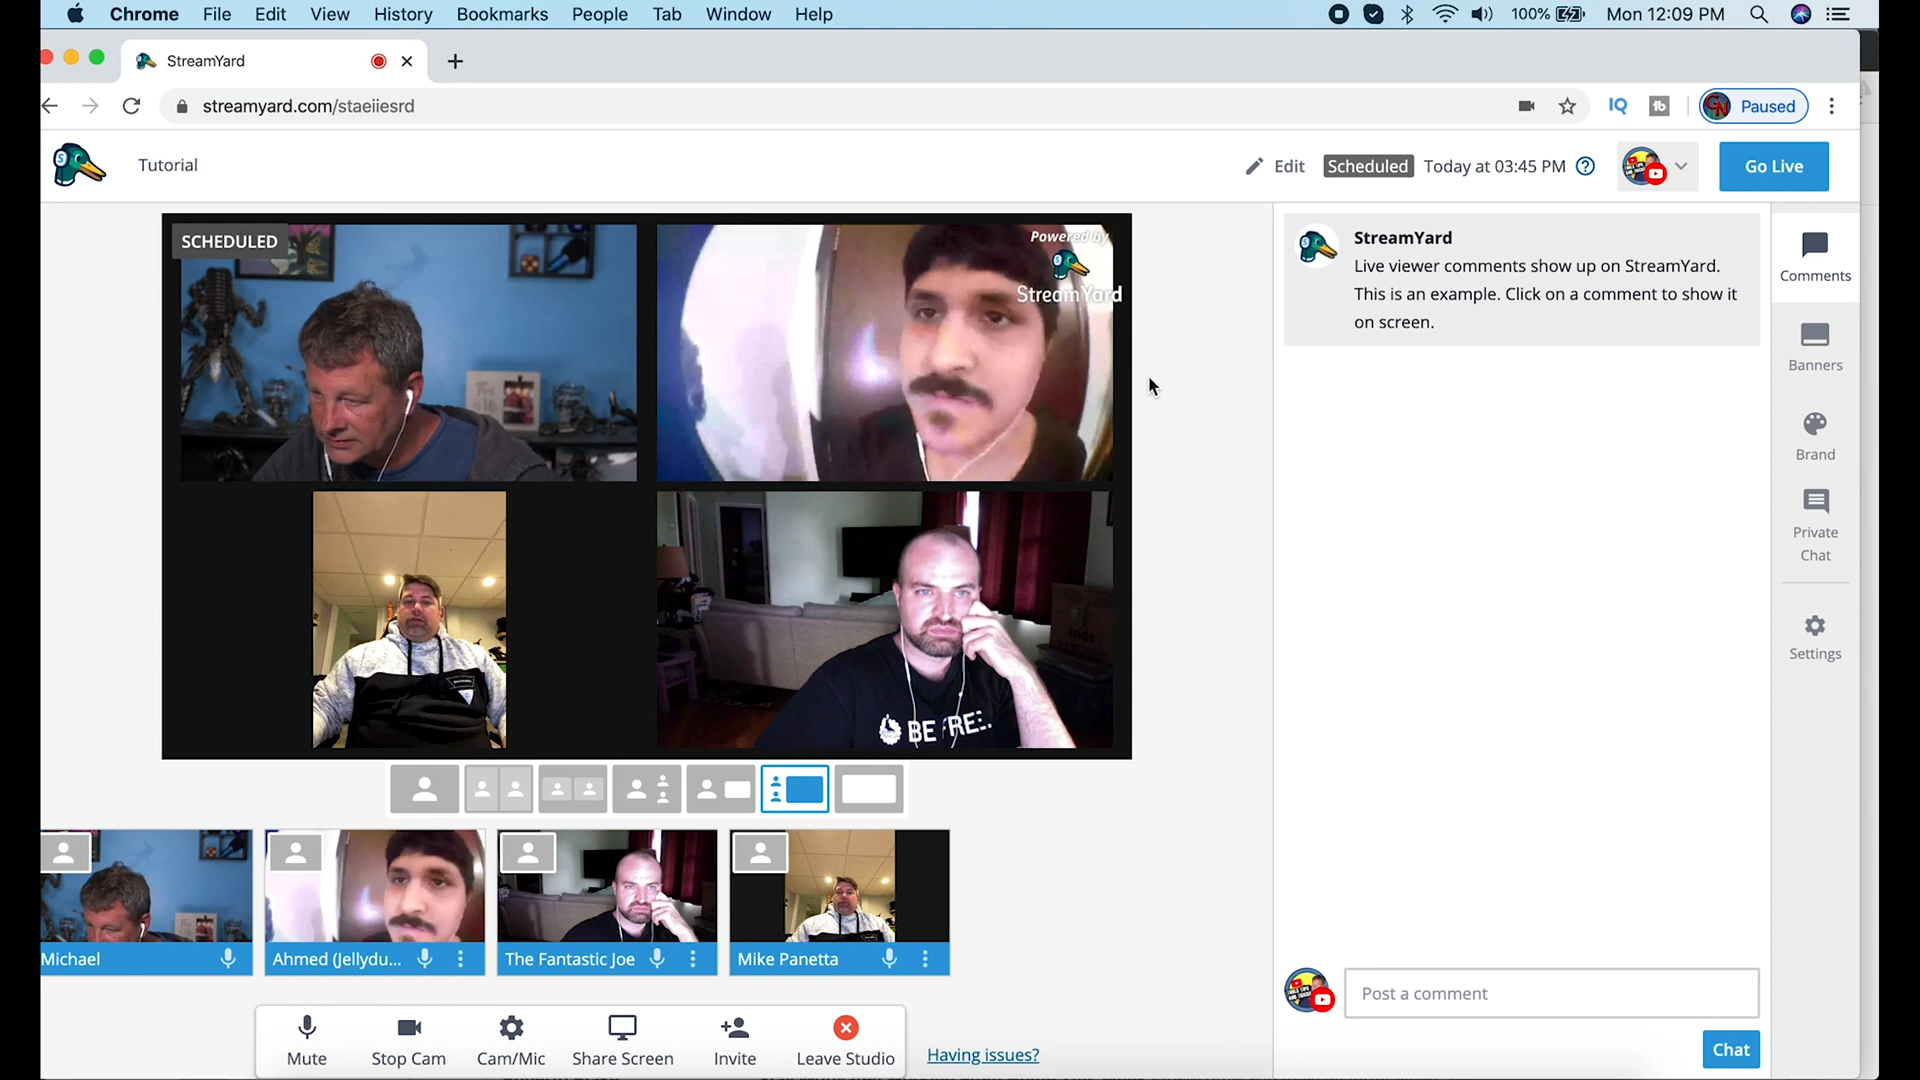 Chrome File Edit View History Bookmarks People Tab Window Help 100% Mon 12:09 PM
StreamYard
streamyard.com/staeiiesrd IQ tb Paused
Tutorial Edit Scheduled Today at 03:45 PM Go Live
SCHEDULED
Powered by
StreamYard
BE FREE.
StreamYard
Live viewer comments show up on StreamYard.
This is an example. Click on a comment to show it
on screen.
Comments
Banners
Brand
Private
Chat
Settings
Michael Ahmed (Jellydu... The Fantastic Joe Mike Panetta
Post a comment
Chat
Mute Stop Cam Cam/Mic Share Screen Invite Leave Studio Having issues?